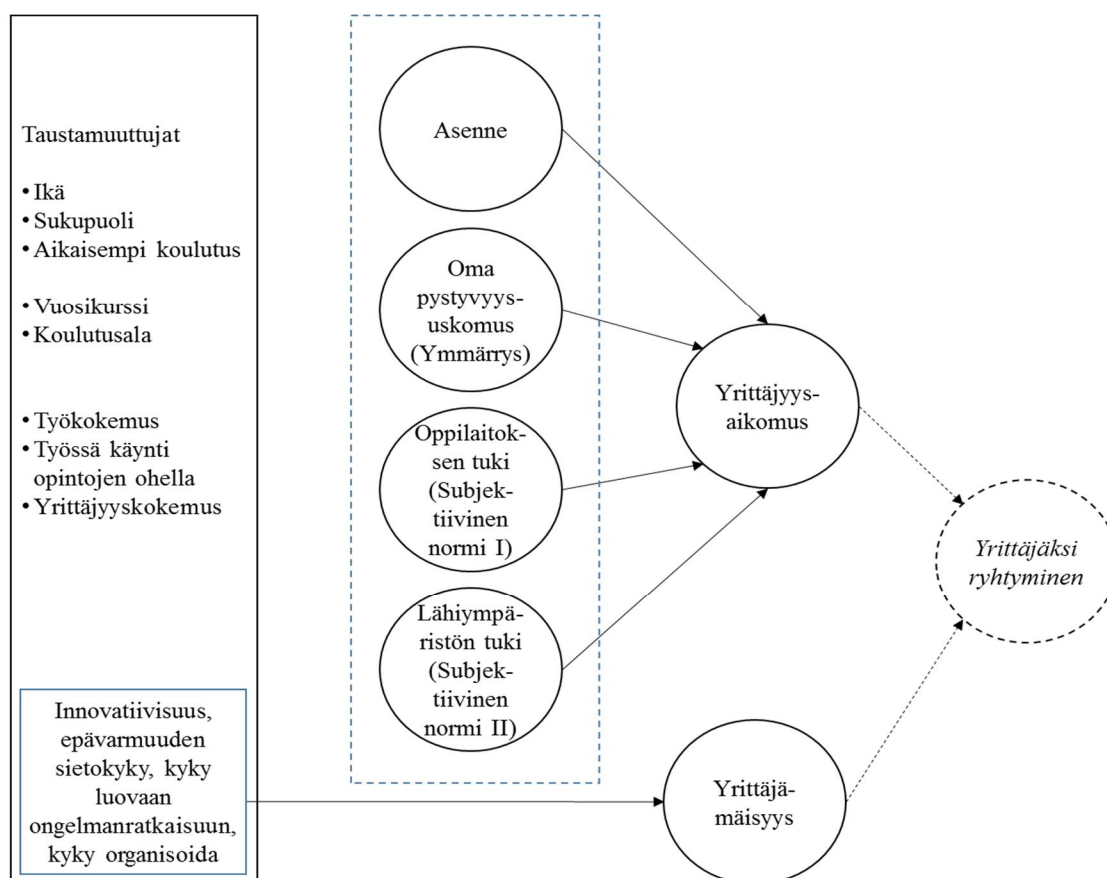 Taustamuuttujat
• Ikä
• Sukupuoli
• Aikaisempi koulutus
• Vuosikurssi
• Koulutusala
• Työkokemus
• Työssä käynti
opintojen ohella
• Yrittäjyyskokemus
Innovatiivisuus,
epävarmuuden
sietokyky, kyky
luovaan
ongelmanratkaisuun,
kyky organisoida
Asenne
Oma
pystyvyys-
uskomus
(Ymmärrys)
Oppilaitok-
sen tuki
(Subjek-
tiivinen
normi I)
Lähiympä-
ristön tuki
(Subjek-
tiivinen
normi II)
Yrittäjyys-
aikomus
Yrittäjä-
mäisyys
Yrittäjäksi
ryhtyminen